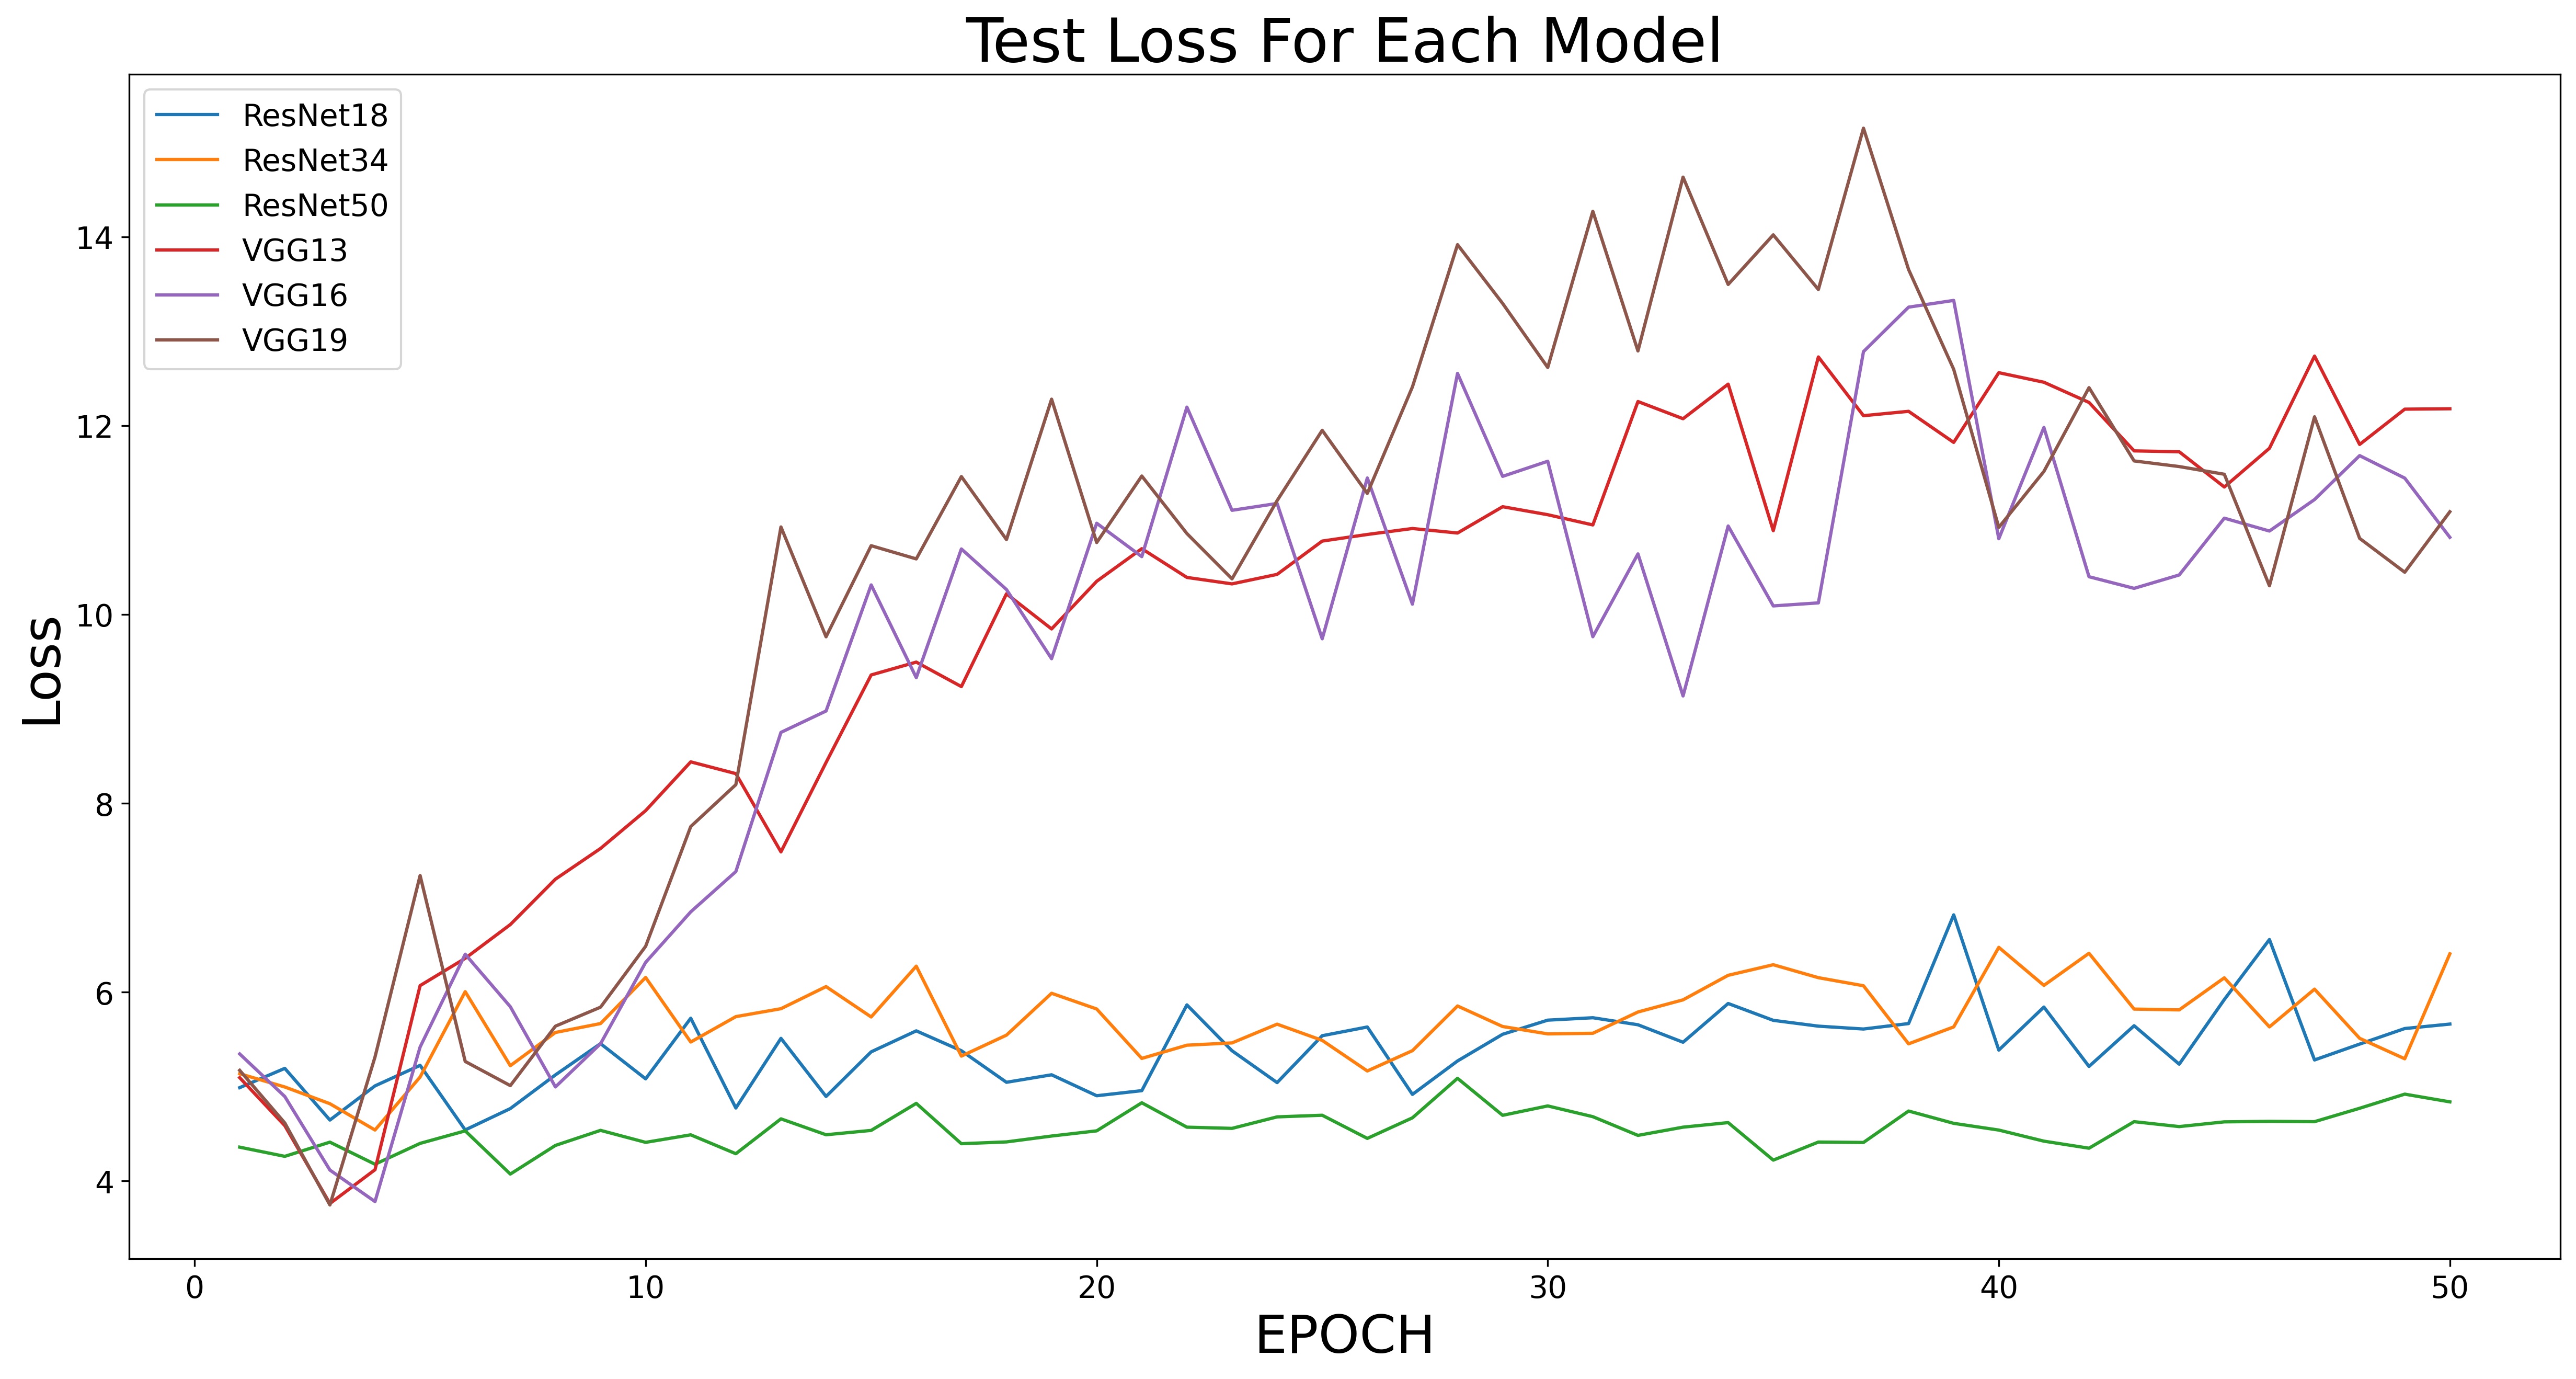 Test Loss For Each Model
ResNet18
ResNet34
ResNet50
VGG13
VGG16
VGG19
14
12
10
8
6
4
Loss
0 10 20 30 40 50
EPOCH